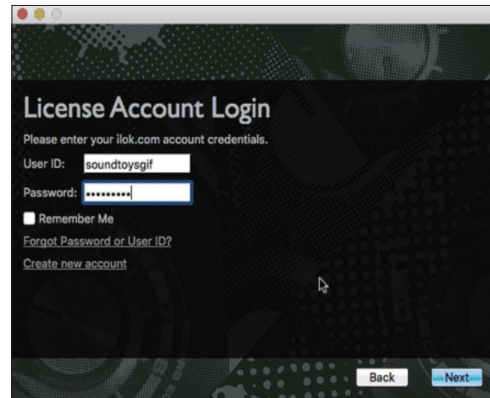 License Account Login
Please enter your ilok.com account credentials.
User ID: soundtoysgif
Password: •••••••••
Remember Me
Forgot Password or User ID?
Create new account
Back Next